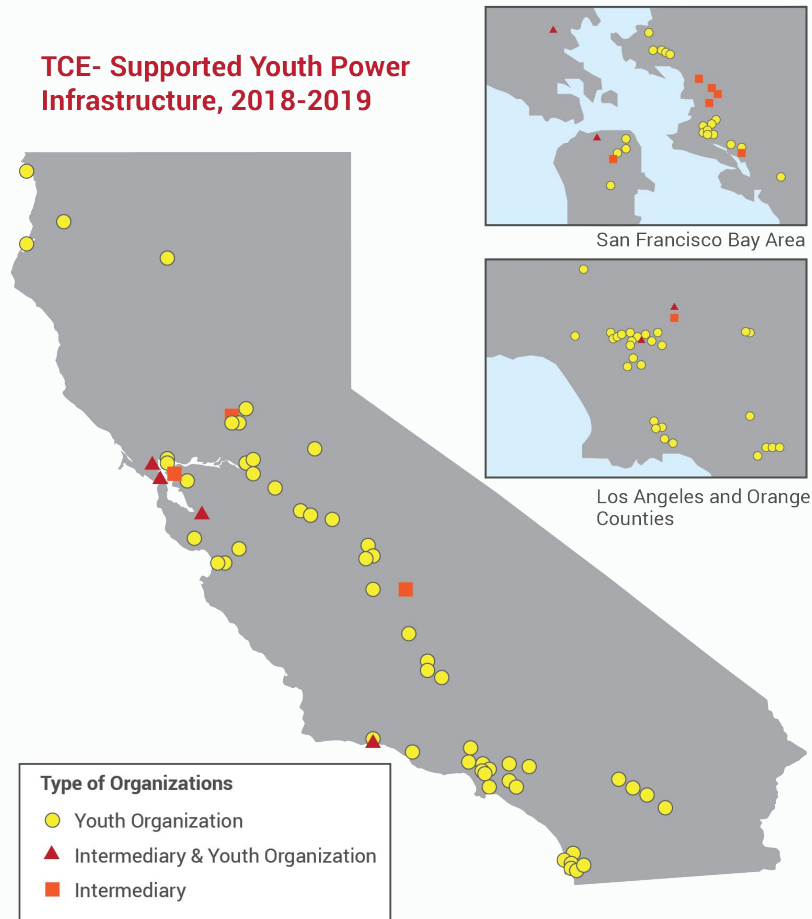 TCE- Supported Youth Power
Infrastructure, 2018-2019
San Francisco Bay Area
Los Angeles and Orange
Counties
Type of Organizations
Youth Organization
Intermediary & Youth Organization
Intermediary